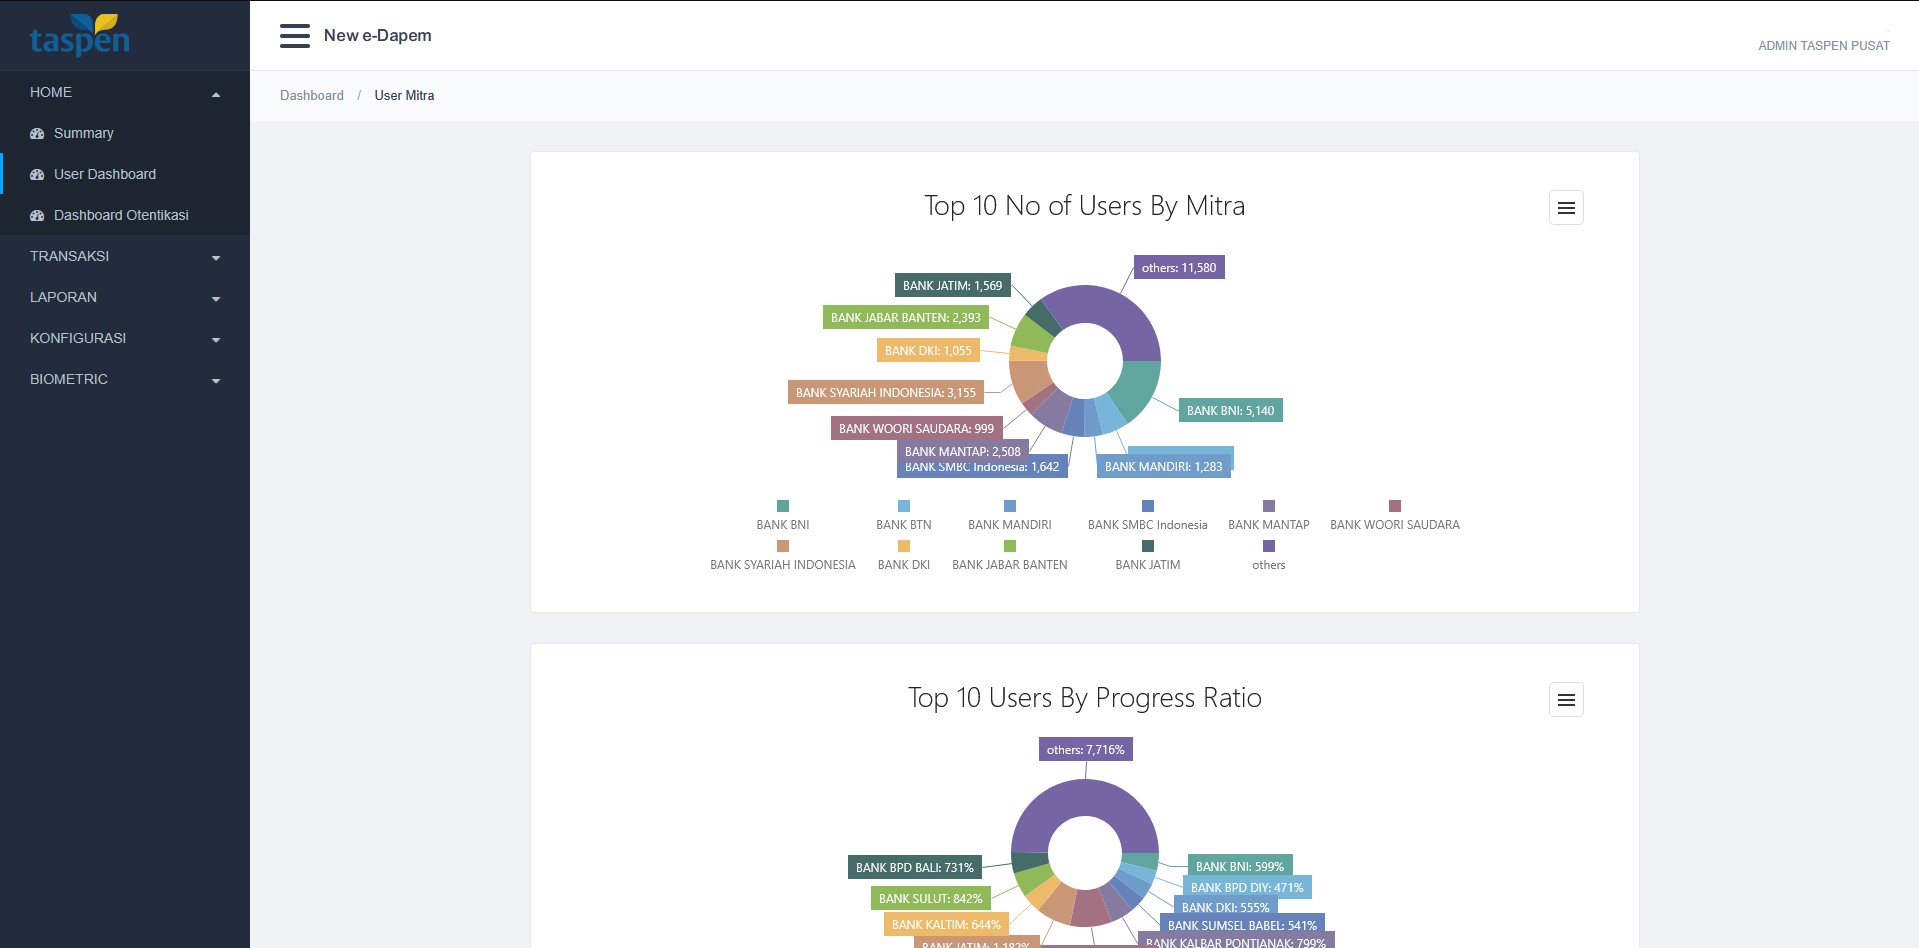 taspen
New e-Dapem
ADMIN TASPEN PUSAT
HOME
Summary
User Dashboard
Dashboard Otentikasi
TRANSAKSI
LAPORAN
KONFIGURASI
BIOMETRIC
Dashboard / User Mitra
Top 10 No of Users By Mitra
others: 11,580
BANK JATIM: 1,569
BANK JABAR BANTEN: 2,393
BANK DKI: 1,055
BANK SYARIAH INDONESIA: 3,155
BANK BNI: 5,140
BANK WOORI SAUDARA: 999
BANK MANTAP: 2,508
BANK SMBC Indonesia: 1,642
BANK MANDIRI: 1,283
BANK BNI
BANK BTN
BANK MANDIRI
BANK SMBC Indonesia
BANK MANTAP
BANK WOORI SAUDARA
BANK SYARIAH INDONESIA
BANK DKI
BANK JABAR BANTEN
BANK JATIM
others
Top 10 Users By Progress Ratio
others: 7,716%
BANK BPD BALI: 731%
BANK SULUT: 842%
BANK KALTIM: 644%
BANK JATIM: 1,182%
BANK BNI: 599%
BANK BPD DIY: 471%
BANK DKI: 555%
BANK SUMSEL BABEL: 541%
BANK KALBAR PONTIANAK: 799%